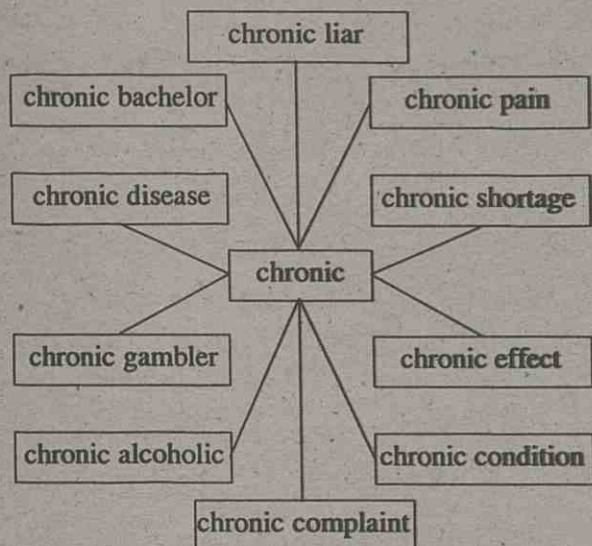 chronic liar
chronic bachelor
chronic pain
chronic disease
chronic shortage
chronic
chronic gambler
chronic effect
chronic alcoholic
chronic condition
chronic complaint